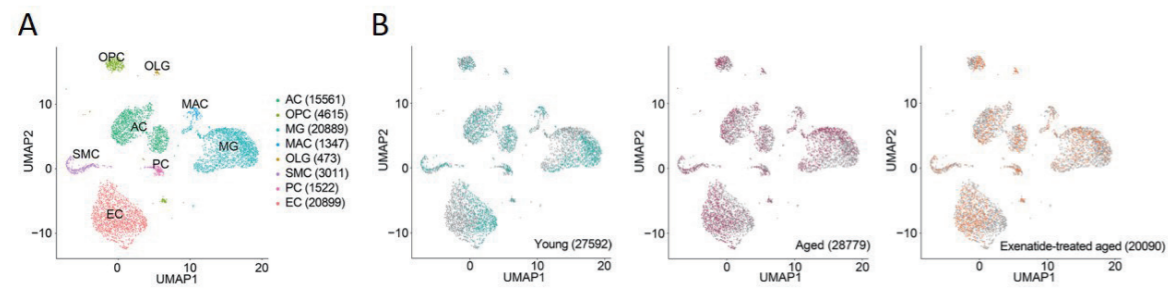 A
B
OPC
OLG
MAC
AC
MG
SMC
PC
EC
10
0
−10
UMAP2
0
10
20
UMAP1
AC (15561)
OPC (4615)
MG (20889)
MAC (1347)
OLG (473)
SMC (3011)
PC (1522)
EC (20899)
10
0
−10
UMAP2
Young (27592)
0
10
20
UMAP1
10
0
−10
UMAP2
Aged (28779)
0
10
20
UMAP1
10
0
−10
UMAP2
Exenatide-treated aged (20090)
0
10
20
UMAP1